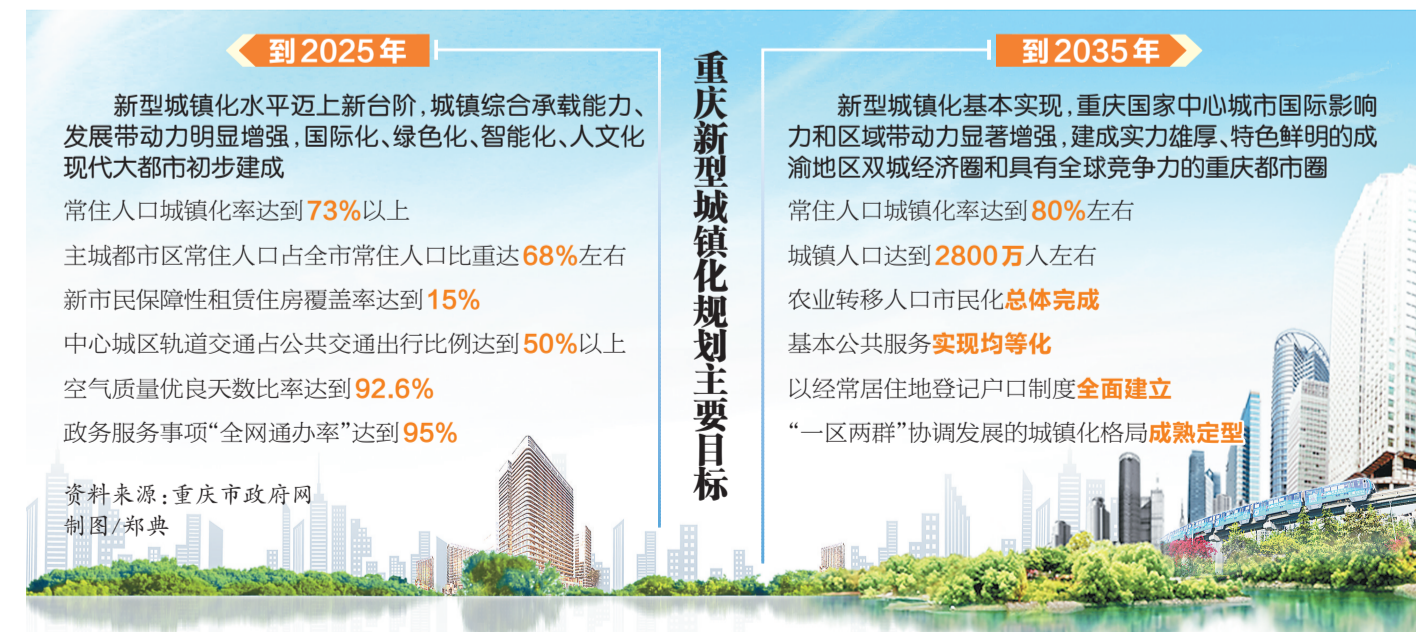 重庆新型城镇化规划主要目标
到2025年
新型城镇化水平迈上新台阶，城镇综合承载能力、
发展带动力明显增强，国际化、绿色化、智能化、人文化
现代大都市初步建成
常住人口城镇化率达到73%以上
主城都市区常住人口占全市常住人口比重达68%左右
新市民保障性租赁住房覆盖率达到15%
中心城区轨道交通占公共交通出行比例达到50%以上
空气质量优良天数比率达到92.6%
政务服务事项“全网通办率”达到95%
资料来源：重庆市政府网
制图/郑典
到2035年
新型城镇化基本实现，重庆国家中心城市国际影响
力和区域带动力显著增强，建成实力雄厚、特色鲜明的成
渝地区双城经济圈和具有全球竞争力的重庆都市圈
常住人口城镇化率达到80%左右
城镇人口达到2800万人左右
农业转移人口市民化总体完成
基本公共服务实现均等化
以经常居住地登记户口制度全面建立
“一区两群”协调发展的城镇化格局成熟定型